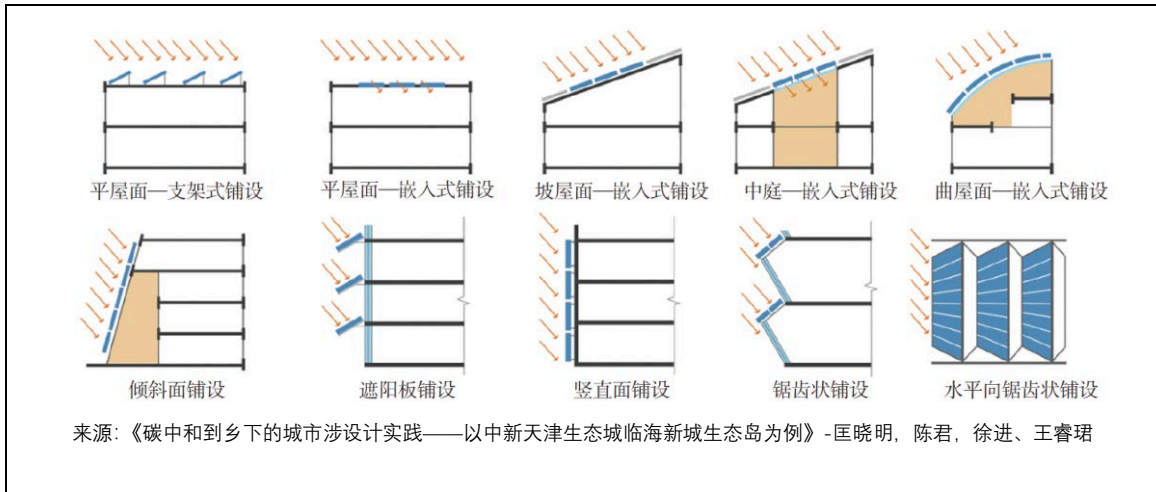 平屋面—支架式铺设 平屋面—嵌入式铺设 坡屋面—嵌入式铺设 中庭—嵌入式铺设 曲屋面—嵌入式铺设
倾斜面铺设 遮阳板铺设 竖直面铺设 锯齿状铺设 水平向锯齿状铺设
来源:《碳中和到乡下的城市涉设计实践——以中新天津生态城临海新城生态岛为例》-匡晓明，陈君，徐进、王睿珺